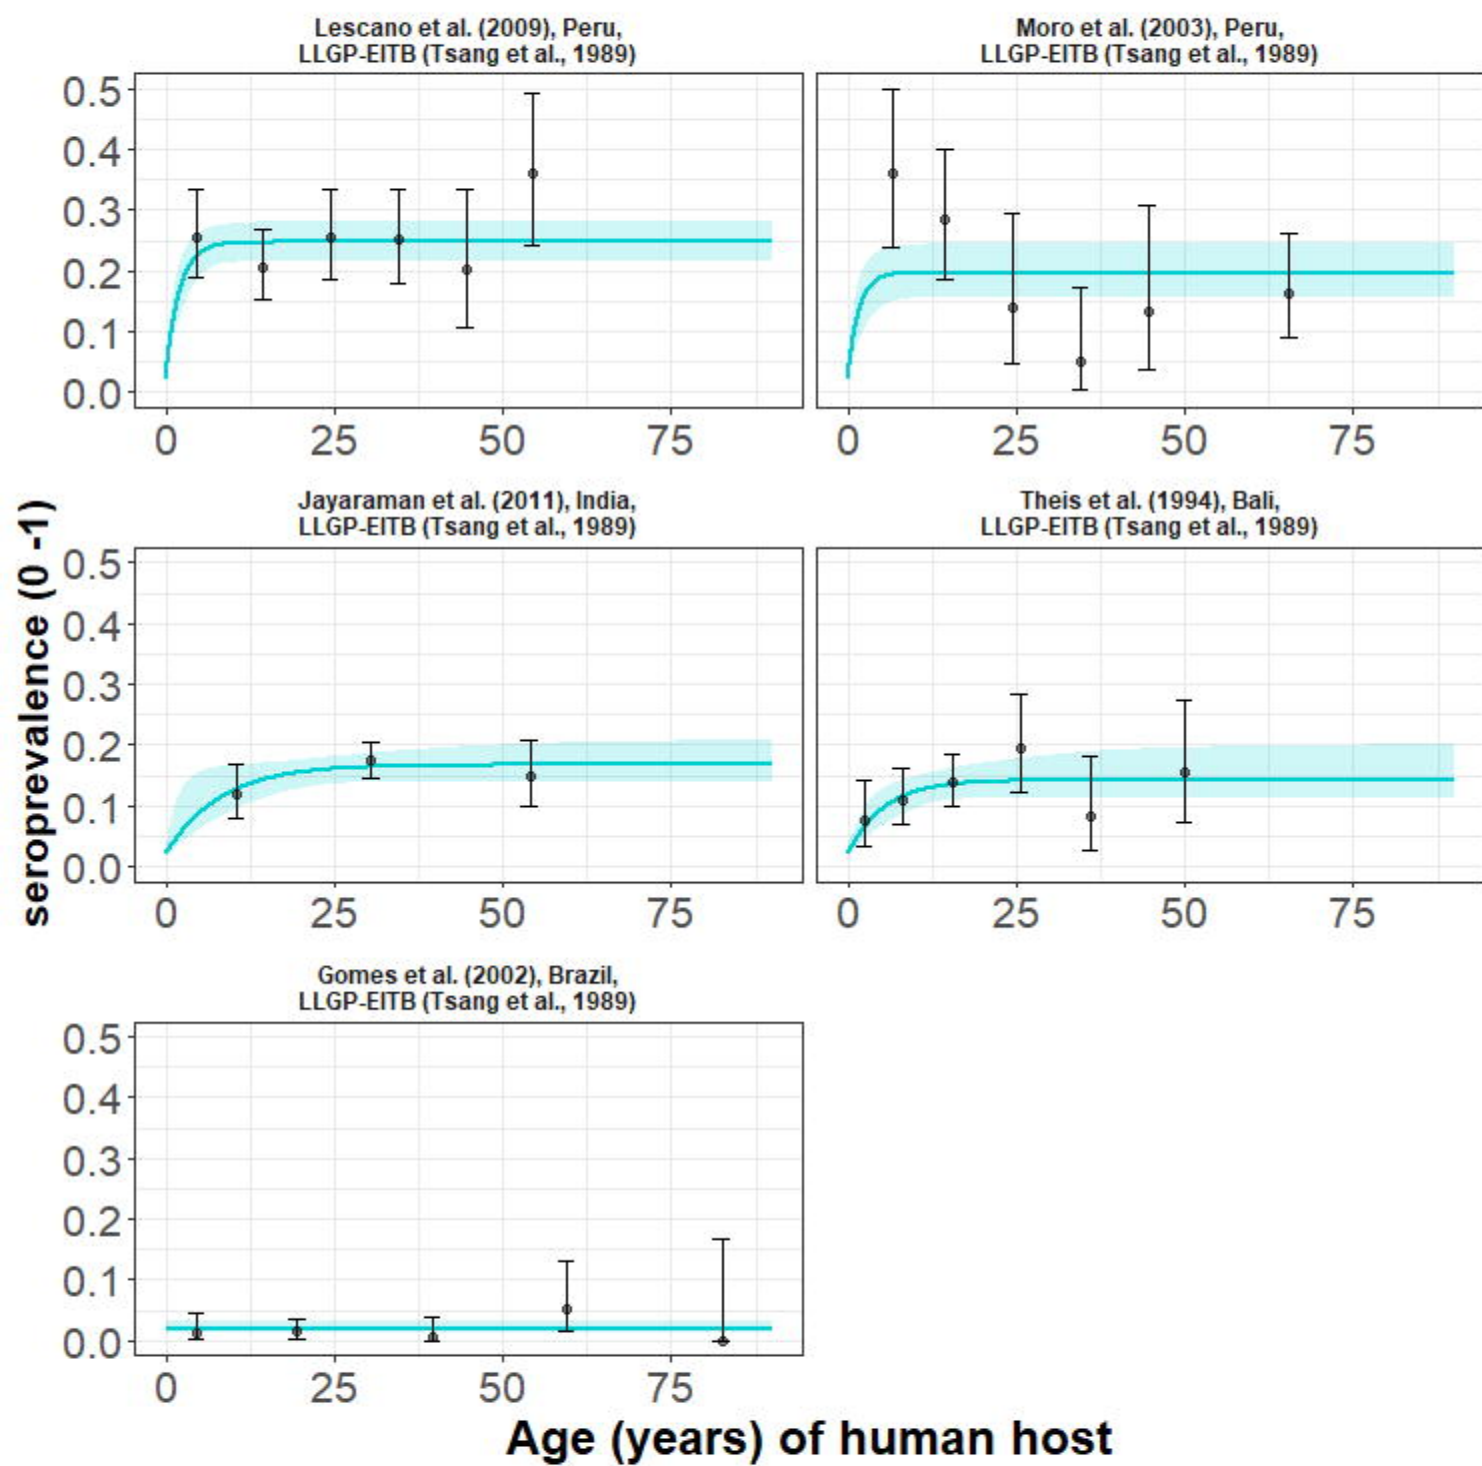 Lescano et al. (2009), Peru,
LLGP-EITB (Tsang et al., 1989)
Moro et al. (2003), Peru,
LLGP-EITB (Tsang et al., 1989)
0.5
0.4
0.3
0.2
0.1
0.0
0 25 50 75
0 25 50 75
Jayaraman et al. (2011), India,
LLGP-EITB (Tsang et al., 1989)
Theis et al. (1994), Bali,
LLGP-EITB (Tsang et al., 1989)
seroprevalence (0 -1)
0.5
0.4
0.3
0.2
0.1
0.0
0 25 50 75
0 25 50 75
Gomes et al. (2002), Brazil,
LLGP-EITB (Tsang et al., 1989)
0.5
0.4
0.3
0.2
0.1
0.0
0 25 50 75
Age (years) of human host